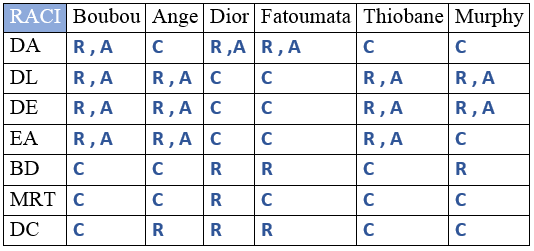 RACI Boubou Ange Dior Fatoumata Thiobane Murphy
DA R , A C R ,A R , A C C
DL R , A R , A C C R , A R , A
DE R , A R , A C C R , A R , A
EA R , A R , A C C R , A C
BD C C R R C R
MRT C C R C C C
DC C R R R C C